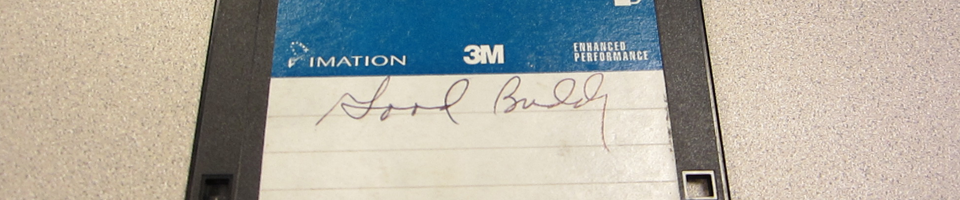 IMATION 3M ENHANCED PERFORMANCE
Good Buddy